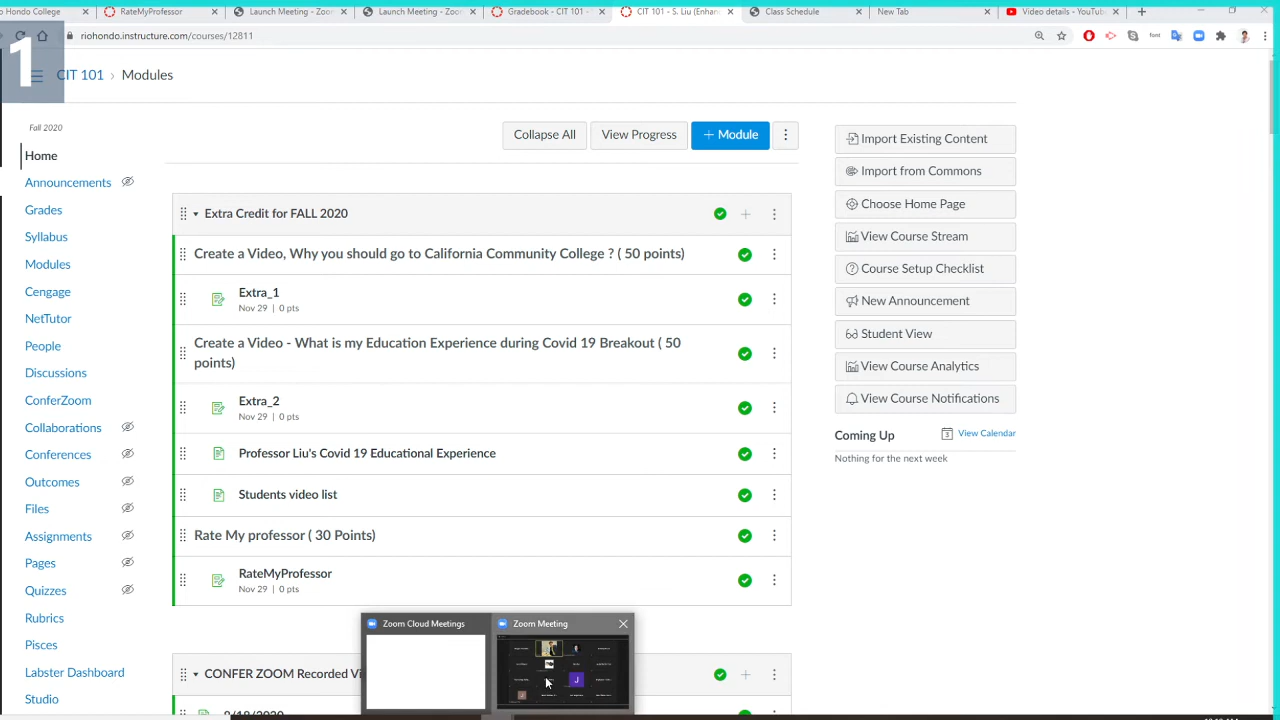 o Hondo College
RateMyProfessor
Launch Meeting - Zoo
Launch Meeting - Zoo
Gradebook - CIT 101 -
CIT 101 - S. Liu (Enhan
Class Schedule
New Tab
Video details - YouTub
riohondo.instructure.com/courses/12811
1
CIT 101 › Modules
Fall 2020
Home
Announcements
Grades
Syllabus
Modules
Cengage
NetTutor
People
Discussions
ConferZoom
Collaborations
Conferences
Outcomes
Files
Assignments
Pages
Quizzes
Rubrics
Pisces
Labster Dashboard
Studio
Collapse All
View Progress
+ Module
Extra Credit for FALL 2020
Create a Video, Why you should go to California Community College ? ( 50 points)
Extra_1
Nov 29 | 0 pts
Create a Video - What is my Education Experience during Covid 19 Breakout ( 50
points)
Extra_2
Nov 29 | 0 pts
Professor Liu's Covid 19 Educational Experience
Students video list
Rate My professor ( 30 Points)
RateMyProfessor
Nov 29 | 0 pts
CONFER ZOOM Recorded Vi
Zoom Cloud Meetings
Zoom Meeting
J
Import Existing Content
Import from Commons
Choose Home Page
View Course Stream
Course Setup Checklist
New Announcement
Student View
View Course Analytics
View Course Notifications
Coming Up
View Calendar
Nothing for the next week